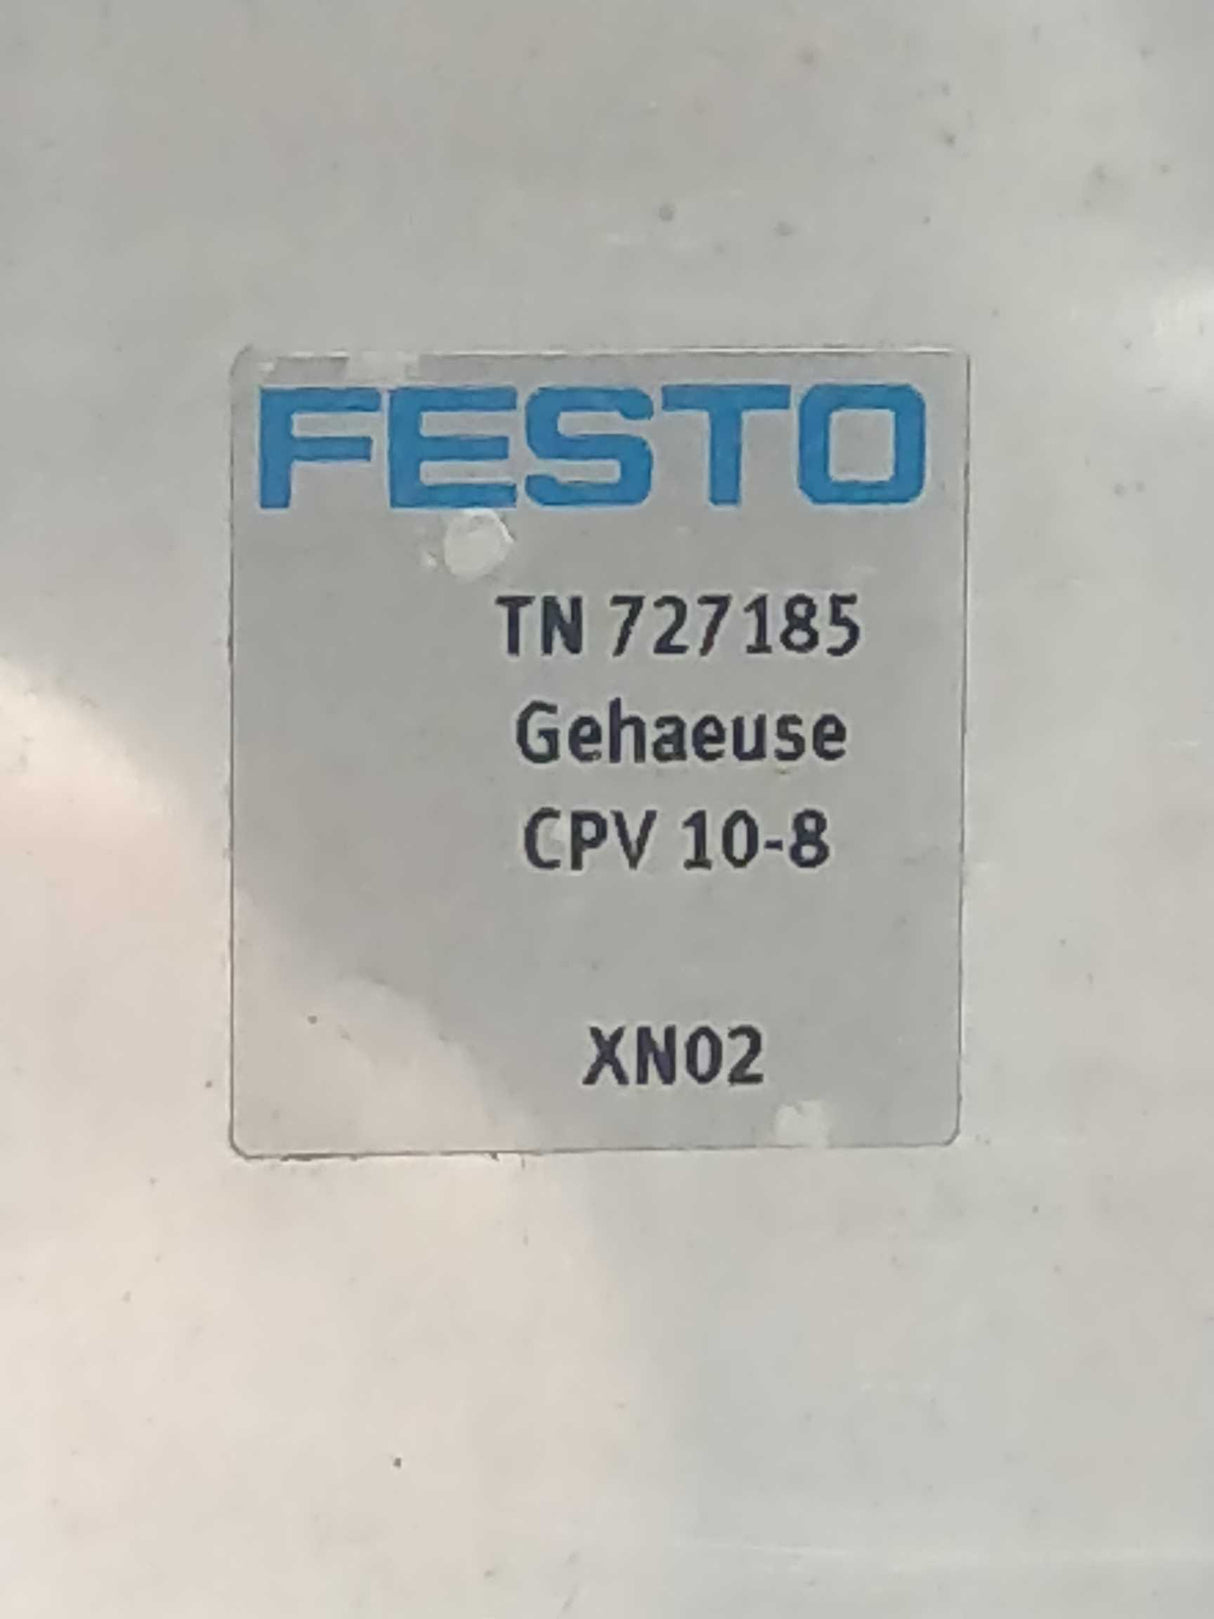 FESTO
TN 727185
Gehaeuse
CPV 10-8
XN02